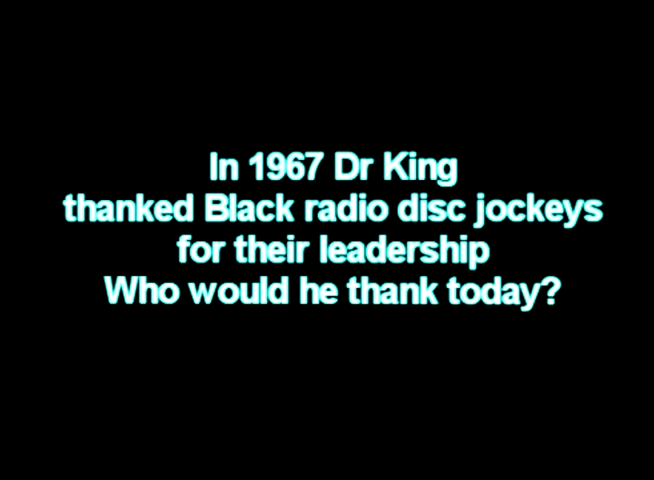 In 1967 Dr King
thanked Black radio disc jockeys
for their leadership
Who would he thank today?